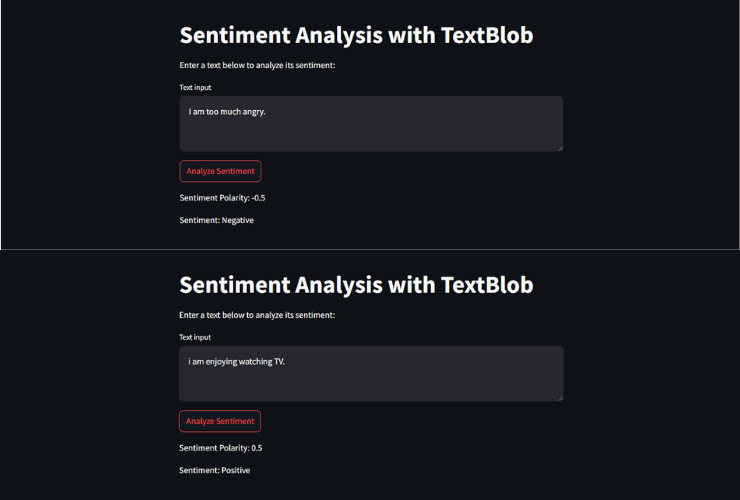 Sentiment Analysis with TextBlob
Enter a text below to analyze its sentiment:
Text input
I am too much angry.
Analyze Sentiment
Sentiment Polarity: -0.5
Sentiment: Negative
Sentiment Analysis with TextBlob
Enter a text below to analyze its sentiment:
Text input
i am enjoying watching TV.
Analyze Sentiment
Sentiment Polarity: 0.5
Sentiment: Positive